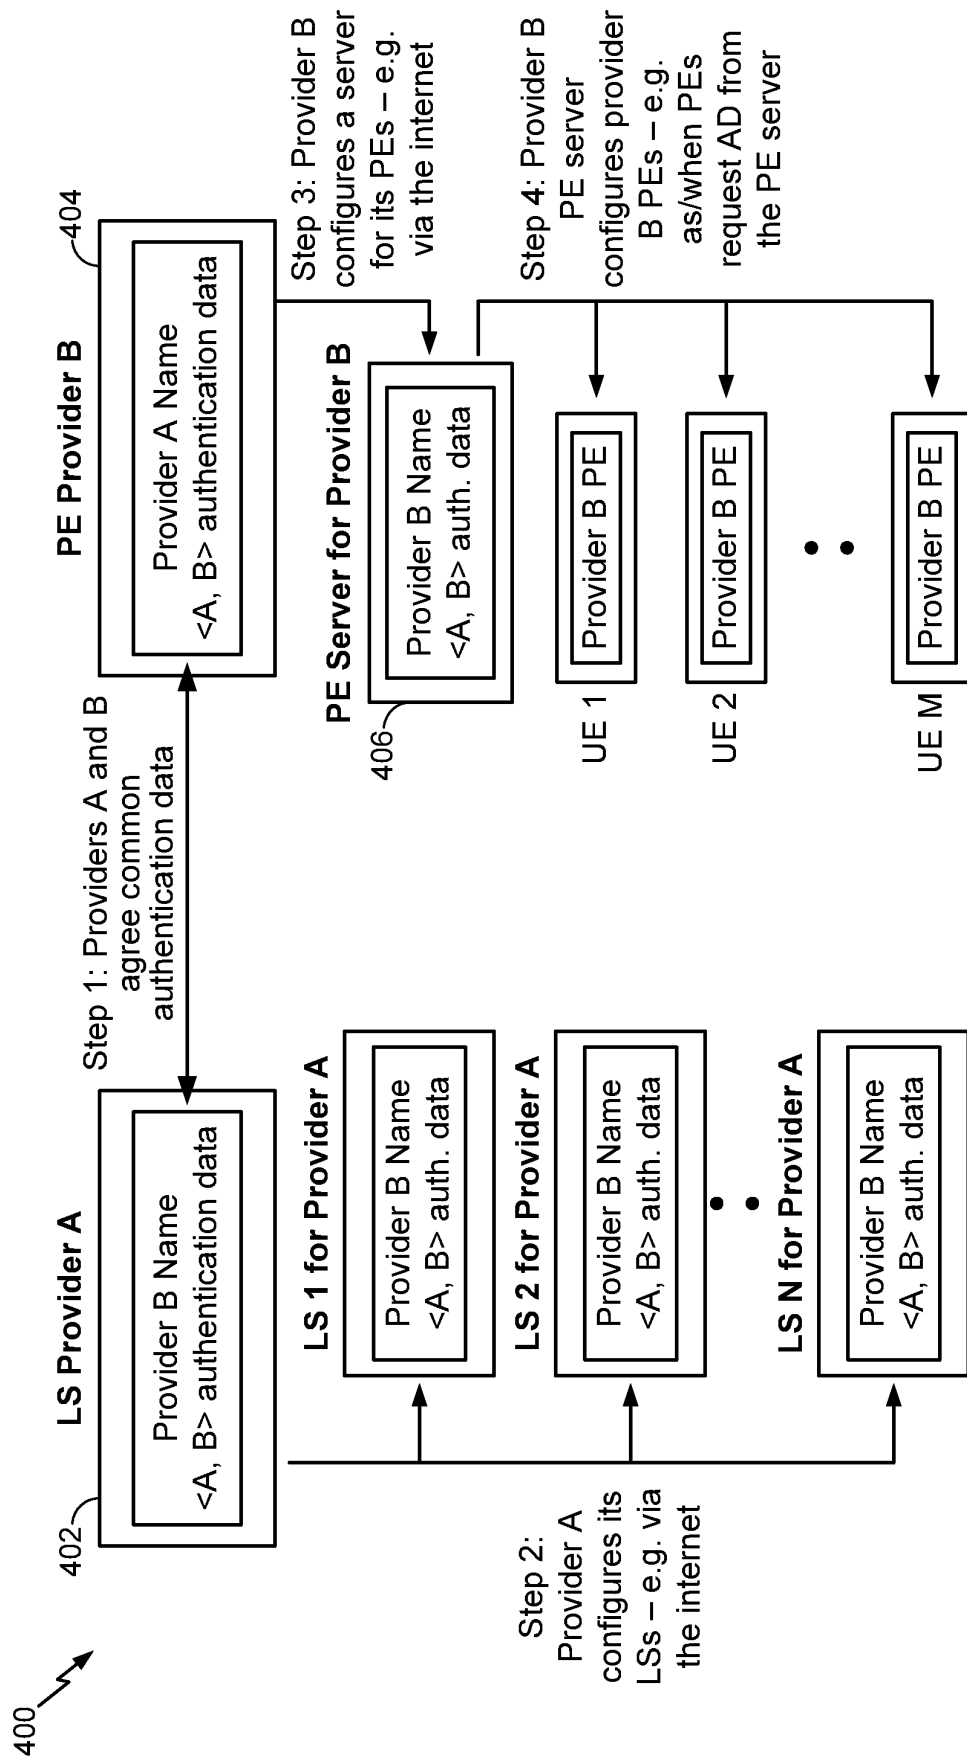 400
402
LS Provider A
Provider B Name
<A, B> authentication data
Step 1: Providers A and B
agree common
authentication data
404
PE Provider B
Provider A Name
<A, B> authentication data
Step 2:
Provider A
configures its
LSs – e.g. via
the internet
LS 1 for Provider A
Provider B Name
<A, B> auth. data
LS 2 for Provider A
Provider B Name
<A, B> auth. data
LS N for Provider A
Provider B Name
<A, B> auth. data
Step 3: Provider B
configures a server
for its PEs – e.g.
via the internet
406
PE Server for Provider B
Provider B Name
<A, B> auth. data
Step 4: Provider B
PE server
configures provider
B PEs – e.g.
as/when PEs
request AD from
the PE server
UE 1
Provider B PE
UE 2
Provider B PE
UE M
Provider B PE